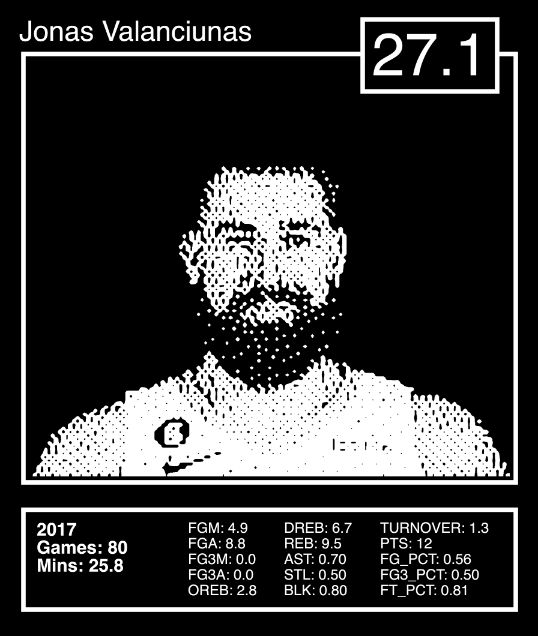 Jonas Valanciunas
27.1
2017
Games: 80
Mins: 25.8
FGM: 4.9
FGA: 8.8
FG3M: 0.0
FG3A: 0.0
OREB: 2.8
DREB: 6.7
REB: 9.5
AST: 0.70
STL: 0.50
BLK: 0.80
TURNOVER: 1.3
PTS: 12
FG_PCT: 0.56
FG3_PCT: 0.50
FT_PCT: 0.81